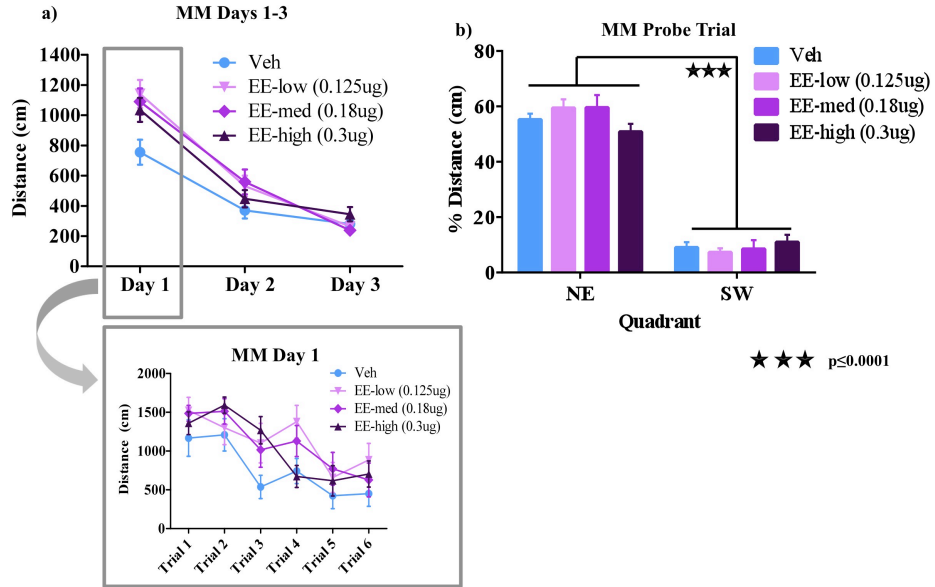 a)
MM Days 1-3
1400
1200
1000
800
600
400
200
0
Distance (cm)
Veh
EE-low (0.125ug)
EE-med (0.18ug)
EE-high (0.3ug)
Day 1 Day 2 Day 3
b)
MM Probe Trial
80
60
40
20
0
% Distance (cm)
Veh
EE-low (0.125ug)
EE-med (0.18ug)
EE-high (0.3ug)
★★★
NE SW
Quadrant
★ ★ ★ p≤0.0001
MM Day 1
2000
1500
1000
500
0
Distance (cm)
Veh
EE-low (0.125ug)
EE-med (0.18ug)
EE-high (0.3ug)
Trial 1 Trial 2 Trial 3 Trial 4 Trial 5 Trial 6